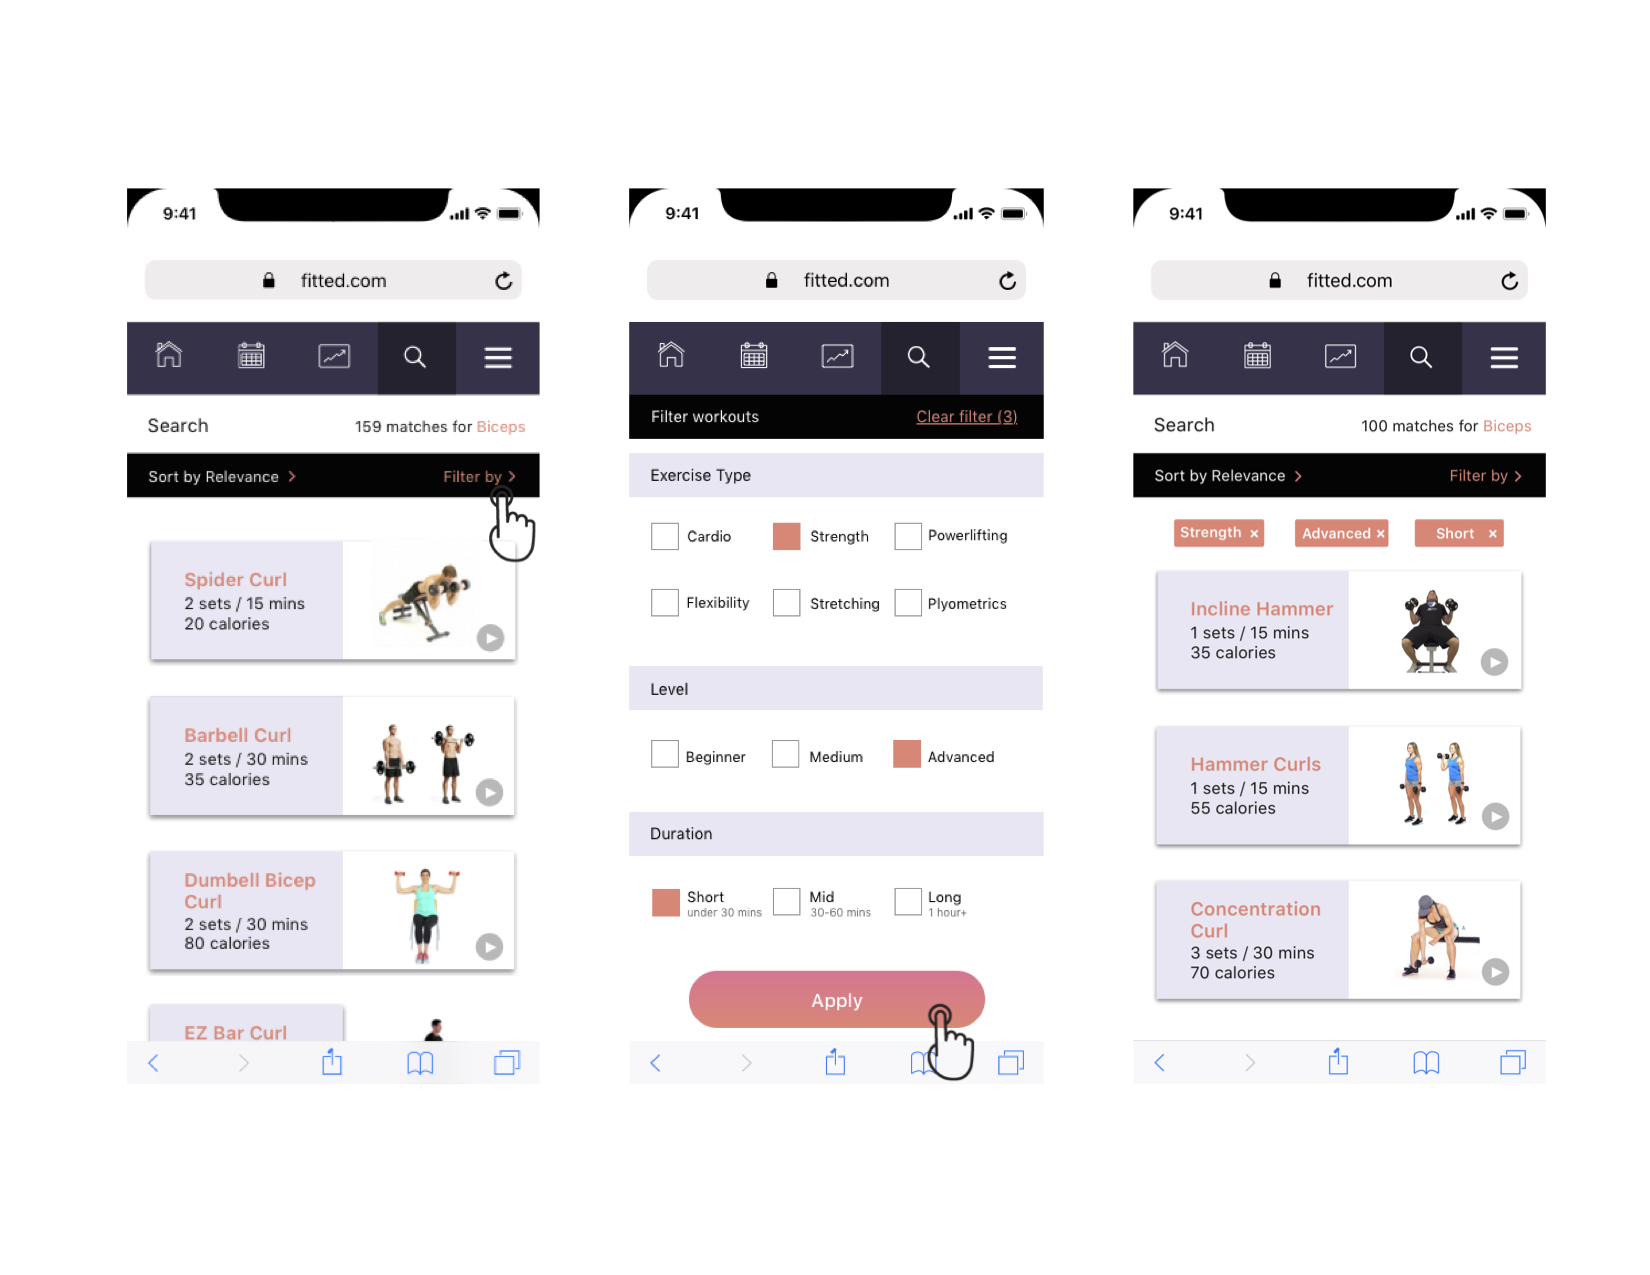 9:41
fitted.com
Search
159 matches for Biceps
Sort by Relevance >
Filter by >
Spider Curl
2 sets / 15 mins
20 calories
Barbell Curl
2 sets / 30 mins
35 calories
Dumbell Bicep
Curl
2 sets / 30 mins
80 calories
EZ Bar Curl
9:41
fitted.com
Filter workouts
Clear filter (3)
Exercise Type
Cardio
Strength
Powerlifting
Flexibility
Stretching
Plyometrics
Level
Beginner
Medium
Advanced
Duration
Short
under 30 mins
Mid
30-60 mins
Long
1 hour+
Apply
9:41
fitted.com
Search
100 matches for Biceps
Sort by Relevance >
Filter by >
Strength ×
Advanced ×
Short ×
Incline Hammer
1 sets / 15 mins
35 calories
Hammer Curls
1 sets / 15 mins
55 calories
Concentration
Curl
3 sets / 30 mins
70 calories